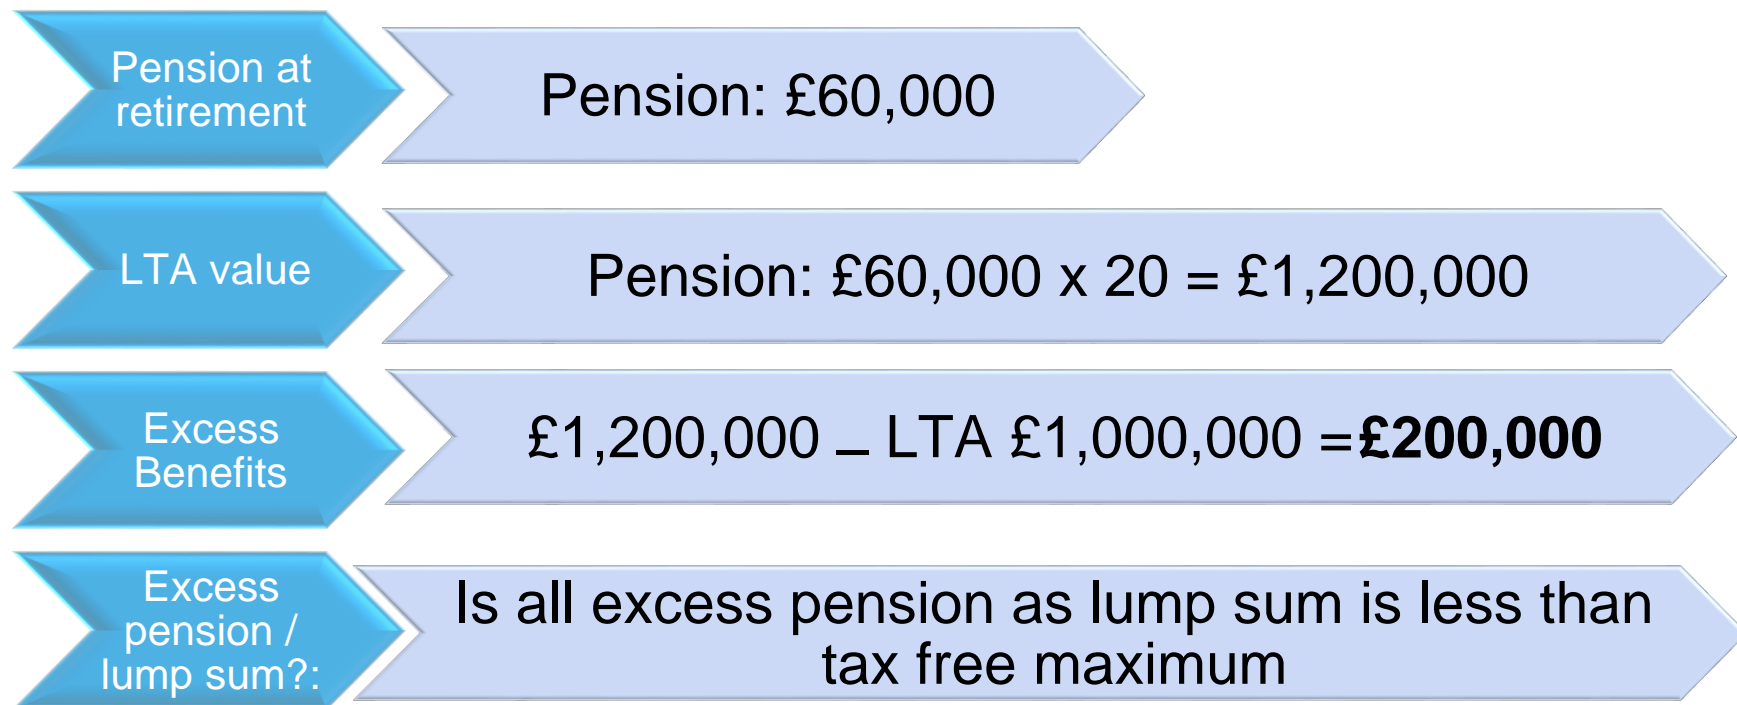 Pension at
retirement
Pension: £60,000
LTA value
Pension: £60,000 x 20 = £1,200,000
Excess
Benefits
£1,200,000 – LTA £1,000,000 =£200,000
Excess
pension /
lump sum?:
Is all excess pension as lump sum is less than
tax free maximum